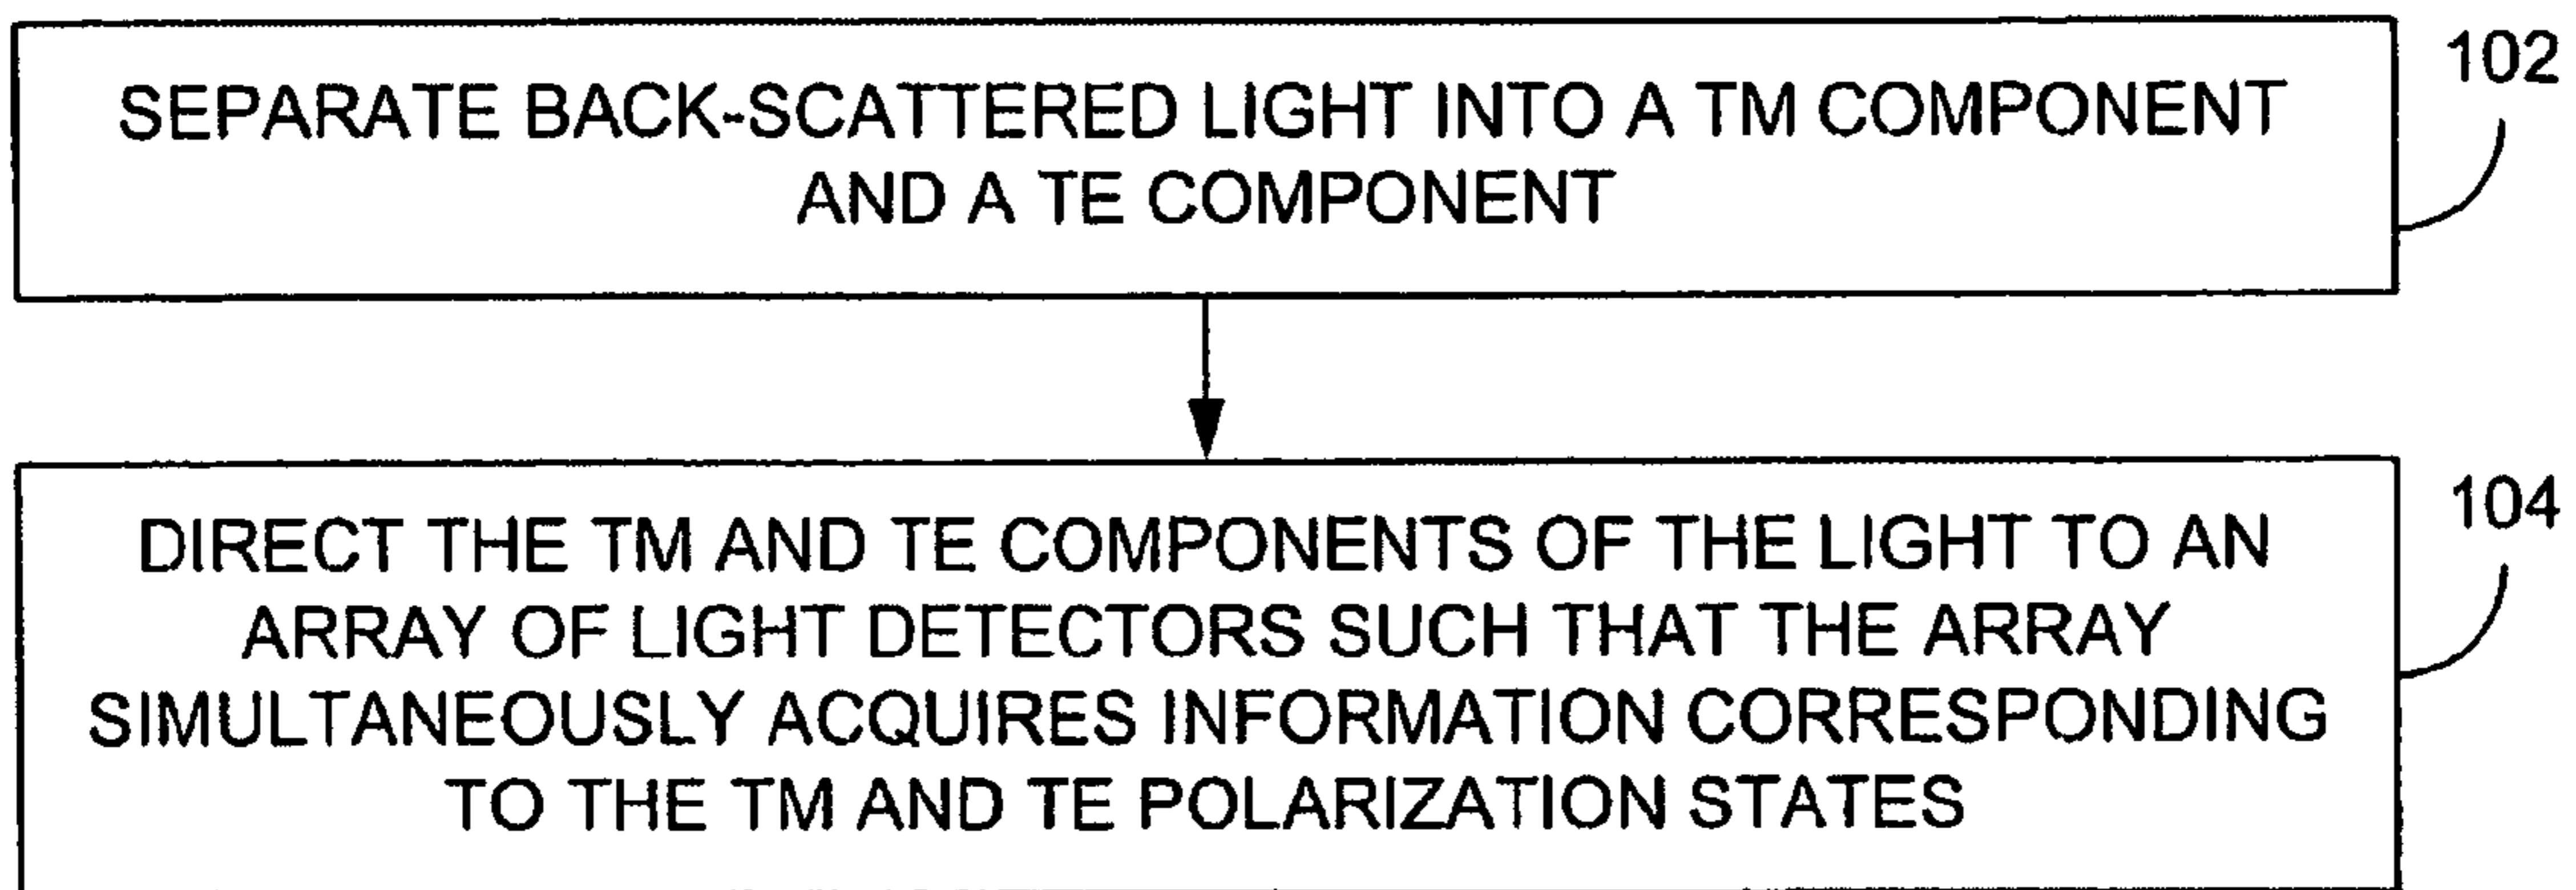 102
SEPARATE BACK-SCATTERED LIGHT INTO A TM COMPONENT
AND A TE COMPONENT
104
DIRECT THE TM AND TE COMPONENTS OF THE LIGHT TO AN
ARRAY OF LIGHT DETECTORS SUCH THAT THE ARRAY
SIMULTANEOUSLY ACQUIRES INFORMATION CORRESPONDING
TO THE TM AND TE POLARIZATION STATES